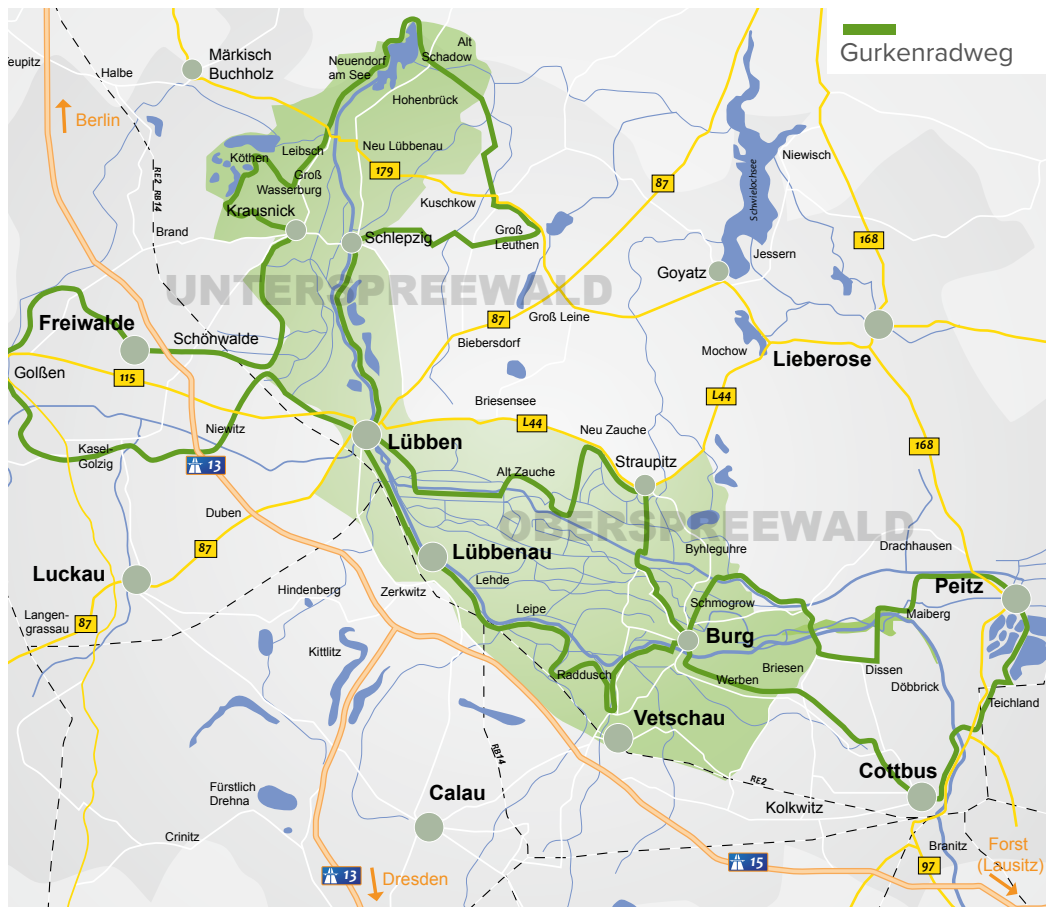 Gurkenradweg
Alt
Schadow
Märkisch
Buchholz
Neuendorf
am See
eupitz
Halbe
Hohenbrück
Berlin
Neu Lübbenau
Leibsch
Köthen
Niewisch
RE2 RB14
179
87
Groß
Wasserburg
Schwielochsee
Kuschkow
Krausnick
Brand
Schlepzig
Groß
Leuthen
168
Jessern
Goyatz
UNTERSPREEWALD
Freiwalde
Schönwalde
87
Groß Leine
Biebersdorf
Mochow
Lieberose
Golßen
115
Briesensee
L44
L44
Niewitz
Lübben
Neu Zauche
168
Kasel-
Golzig
13
Alt Zauche
Straupitz
Duben
OBERSPREEWALD
87
Lübbenau
Byhleguhre
Drachhausen
Luckau
Lehde
Hindenberg
Zerkwitz
Peitz
Schmogrow
Leipe
Maiberg
Langen-
grassau
87
Burg
Kittlitz
Briesen
Dissen
Raddusch
Werben
Döbbrick
Teichland
Vetschau
RB14
RE2
Cottbus
Fürstlich
Drehna
Calau
Kolkwitz
Crinitz
Branitz
Forst
(Lausitz)
15
97
13
Dresden